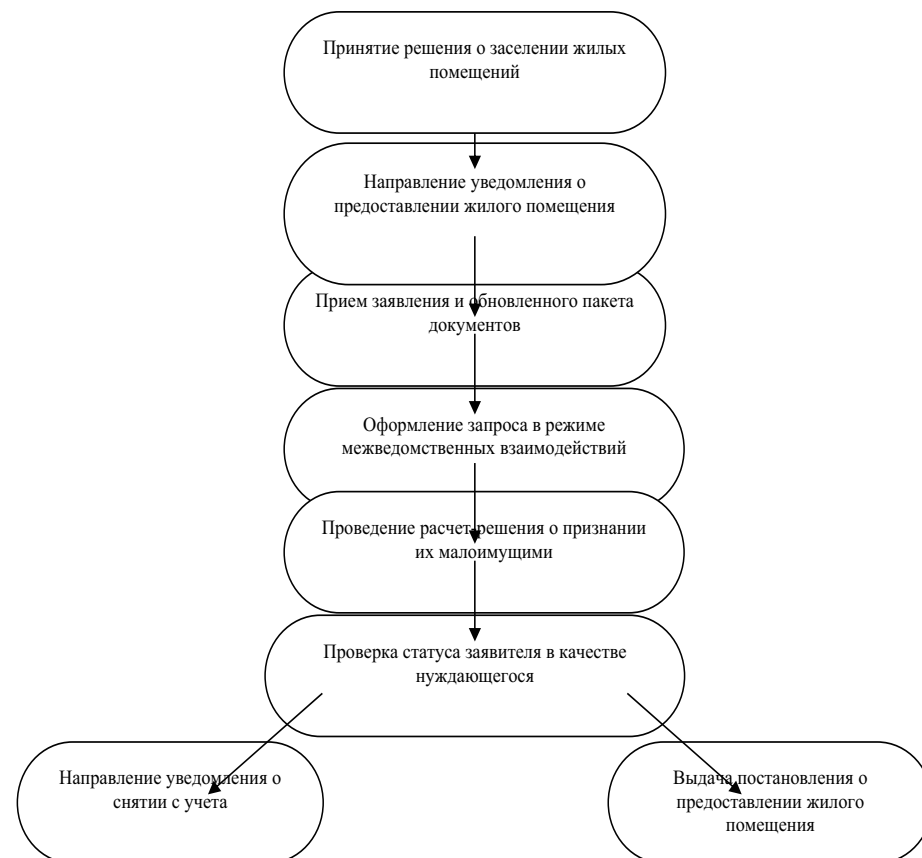 Принятие решения о заселении жилых
помещений
Направление уведомления о
предоставлении жилого помещения
Прием заявления и обновленного пакета
документов
Оформление запроса в режиме
межведомственных взаимодействий
Проведение расчет решения о признании
их малоимущими
Проверка статуса заявителя в качестве
нуждающегося
Направление уведомления о
снятии с учета
Выдача постановления о
предоставлении жилого
помещения